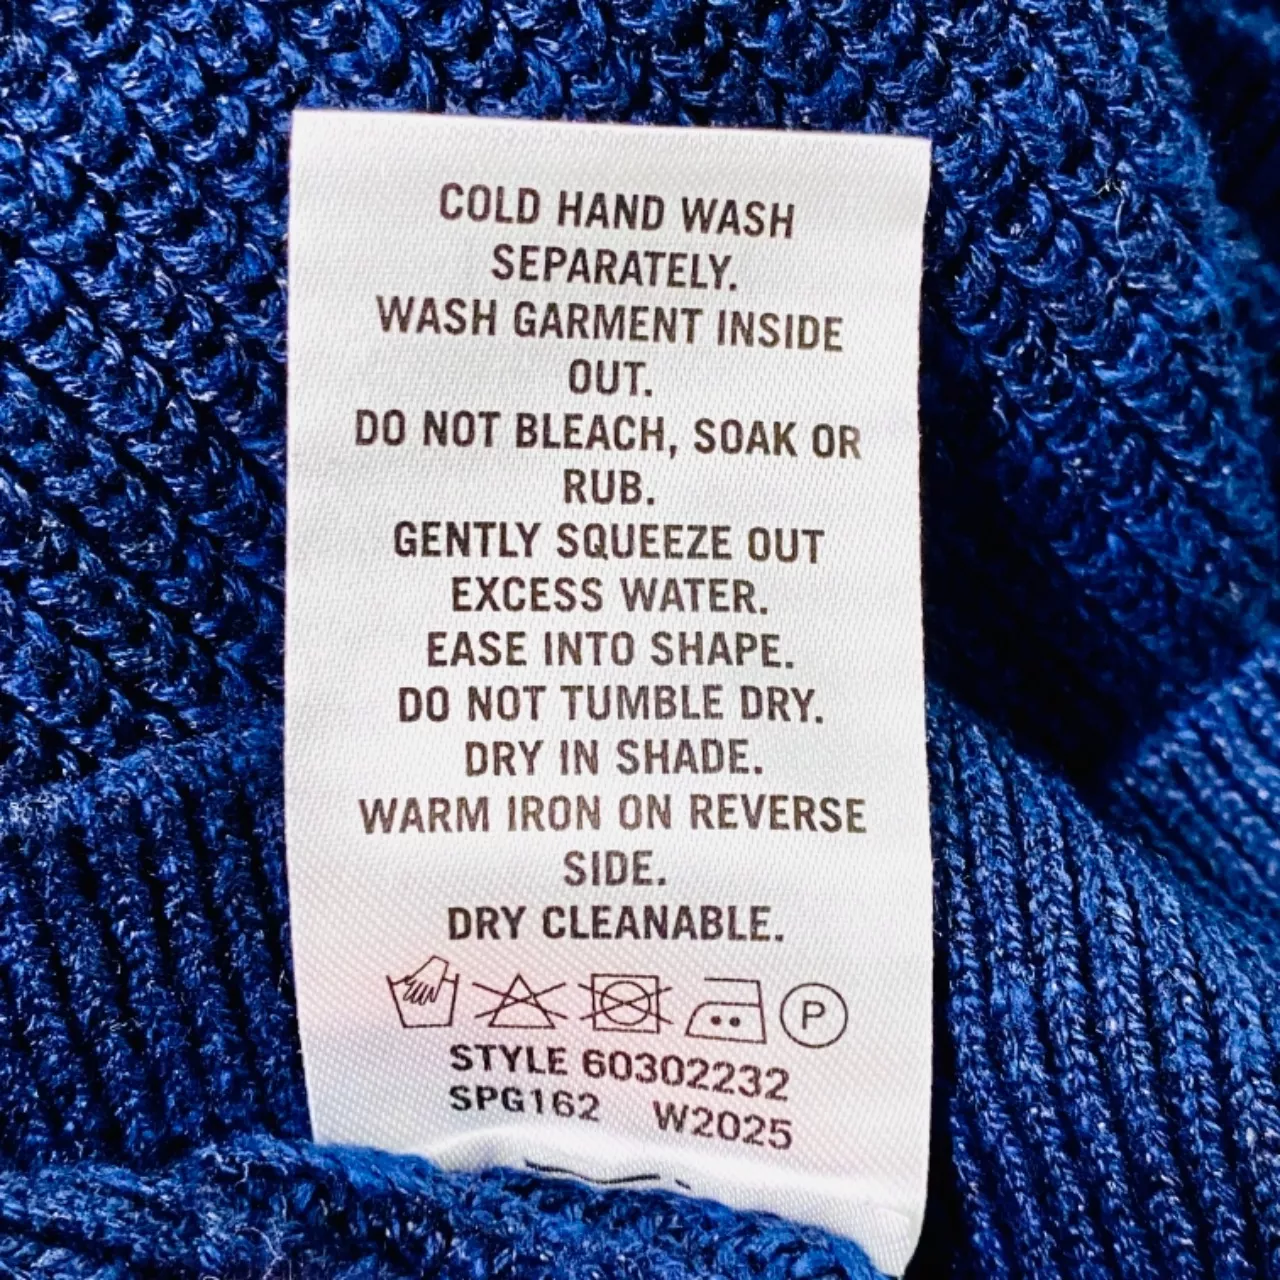 COLD HAND WASH
SEPARATELY.
WASH GARMENT INSIDE
OUT.
DO NOT BLEACH, SOAK OR
RUB.
GENTLY SQUEEZE OUT
EXCESS WATER.
EASE INTO SHAPE.
DO NOT TUMBLE DRY.
DRY IN SHADE.
WARM IRON ON REVERSE
SIDE.
DRY CLEANABLE.
P
STYLE 60302232
SPG162 W2025